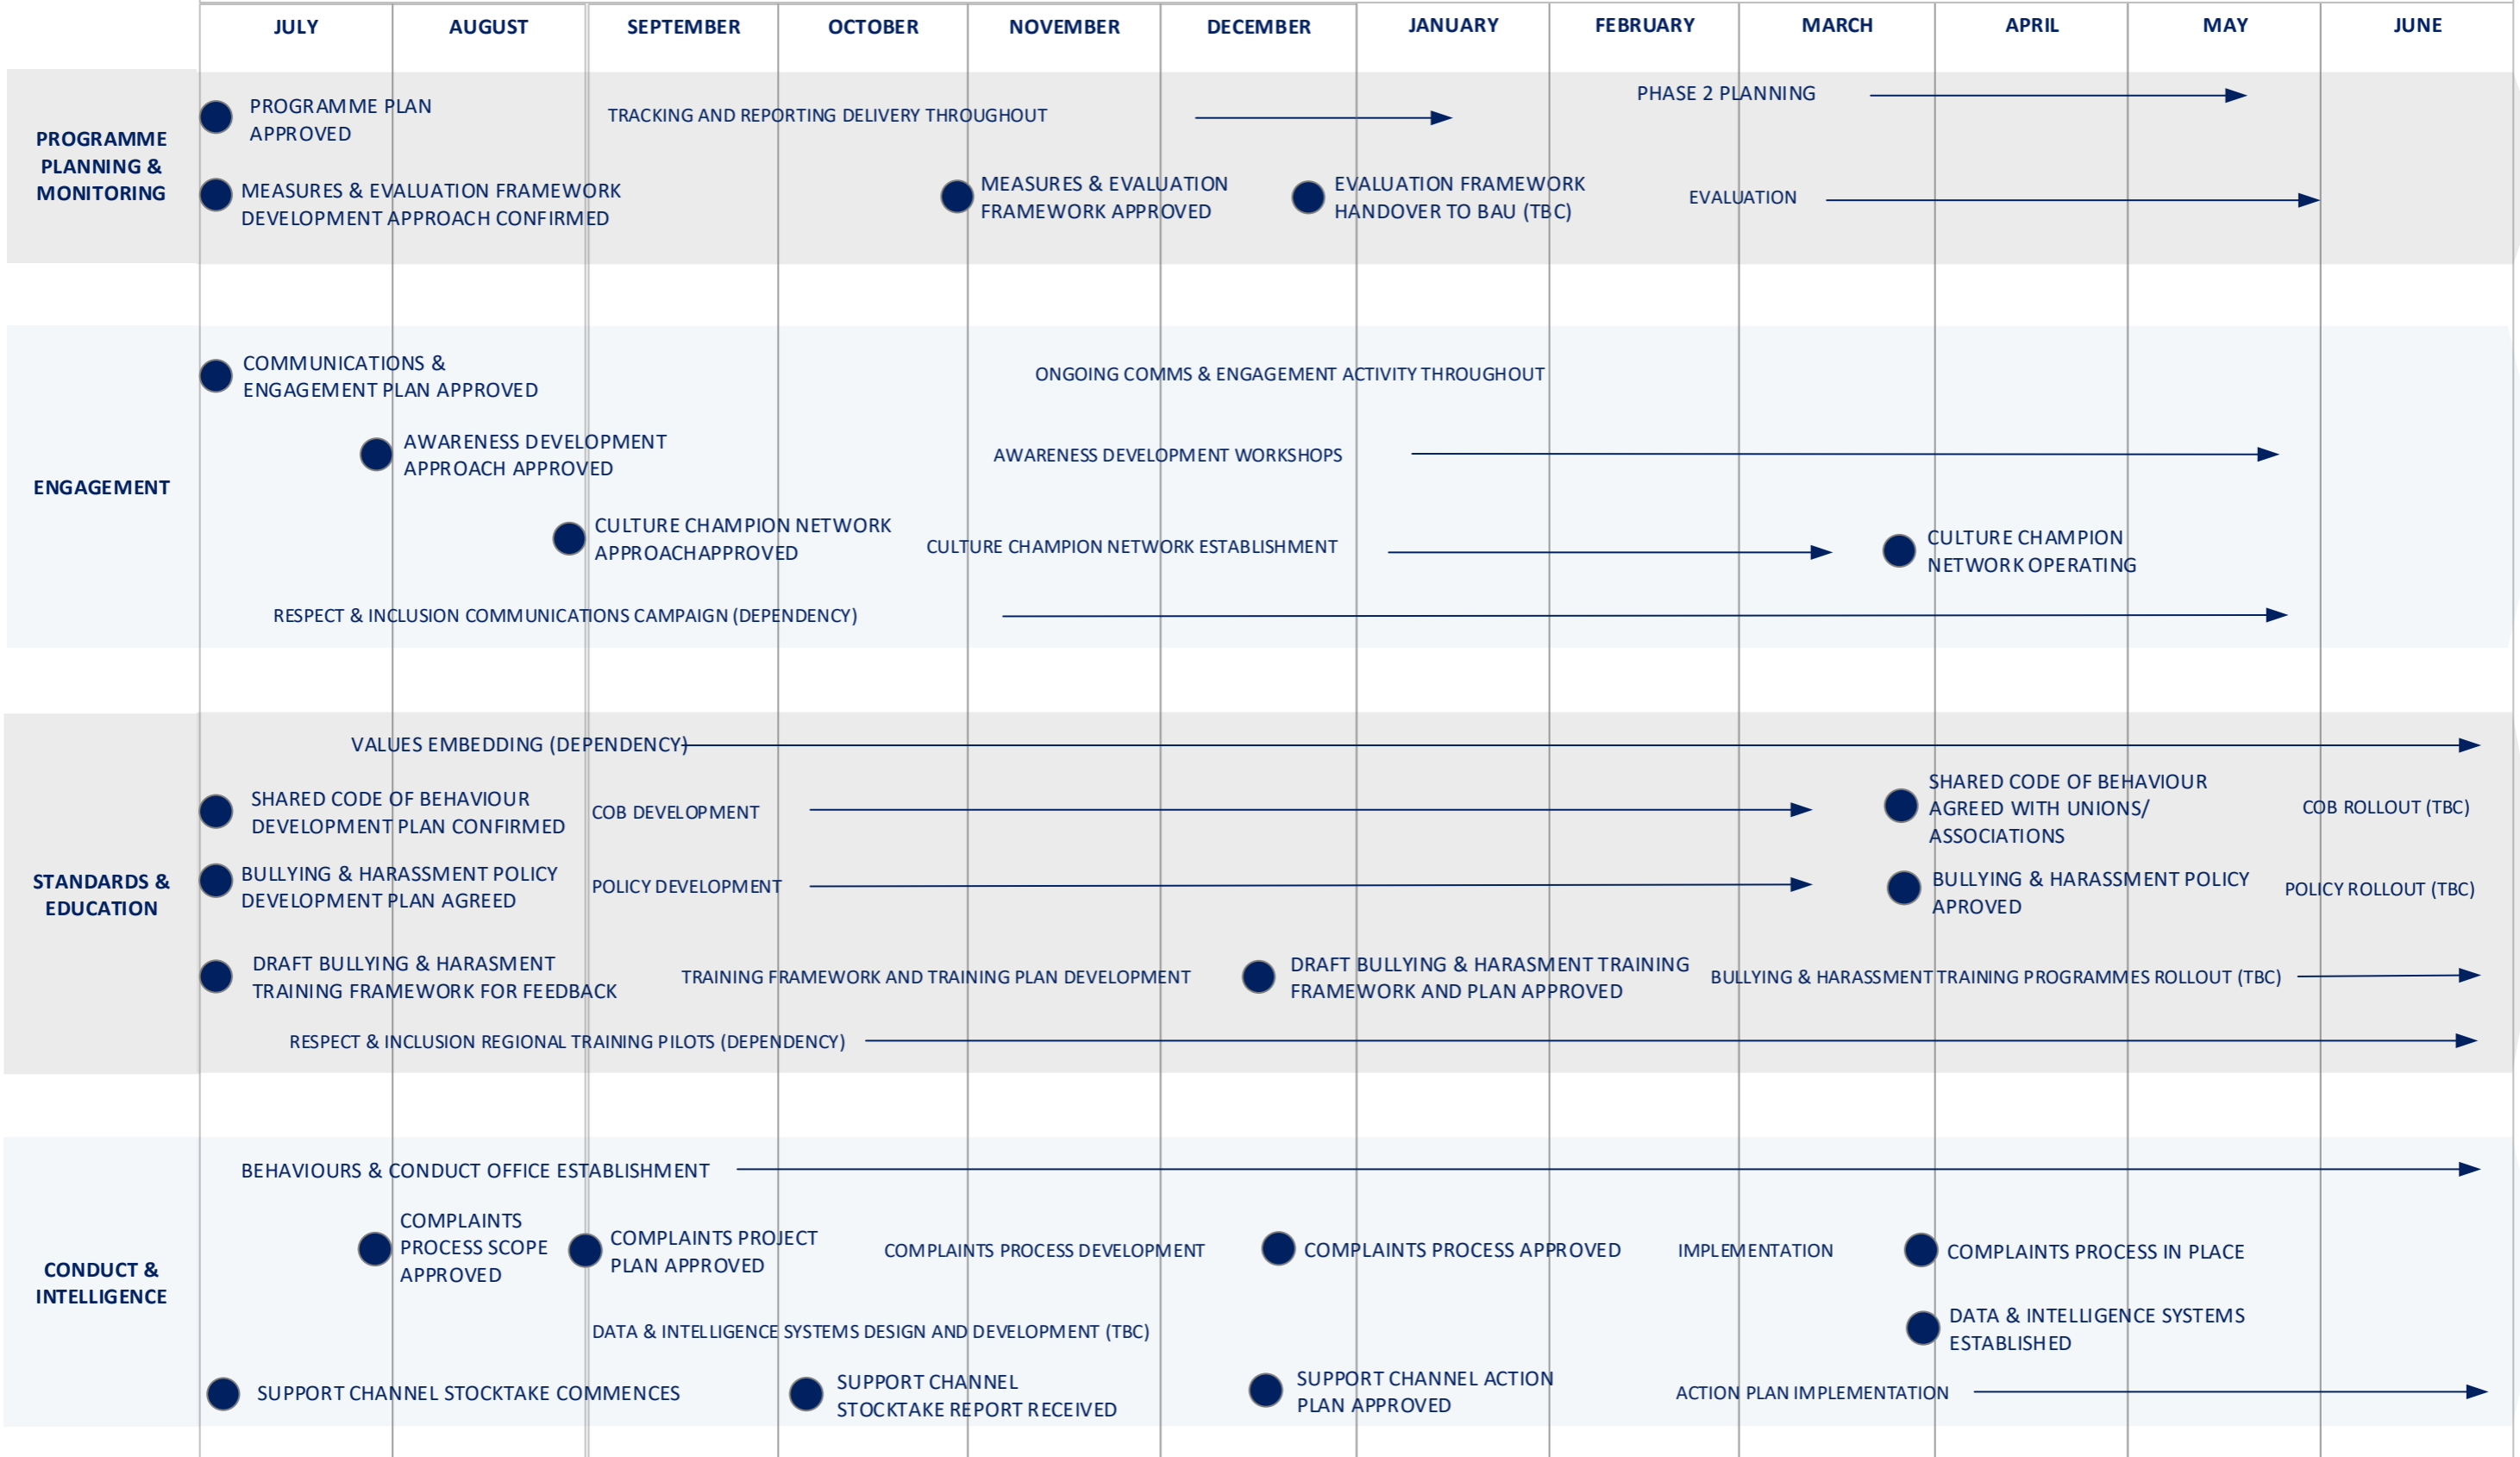 JULY AUGUST SEPTEMBER OCTOBER NOVEMBER DECEMBER JANUARY FEBRUARY MARCH APRIL MAY JUNE
PROGRAMME
PLANNING &
MONITORING
PROGRAMME PLAN
APPROVED
TRACKING AND REPORTING DELIVERY THROUGHOUT
PHASE 2 PLANNING
MEASURES & EVALUATION FRAMEWORK
DEVELOPMENT APPROACH CONFIRMED
MEASURES & EVALUATION
FRAMEWORK APPROVED
EVALUATION FRAMEWORK
HANDOVER TO BAU (TBC)
EVALUATION
ENGAGEMENT
COMMUNICATIONS &
ENGAGEMENT PLAN APPROVED
ONGOING COMMS & ENGAGEMENT ACTIVITY THROUGHOUT
AWARENESS DEVELOPMENT
APPROACH APPROVED
AWARENESS DEVELOPMENT WORKSHOPS
CULTURE CHAMPION NETWORK
APPROACHAPPROVED
CULTURE CHAMPION NETWORK ESTABLISHMENT
CULTURE CHAMPION
NETWORK OPERATING
RESPECT & INCLUSION COMMUNICATIONS CAMPAIGN (DEPENDENCY)
STANDARDS &
EDUCATION
VALUES EMBEDDING (DEPENDENCY)
SHARED CODE OF BEHAVIOUR
DEVELOPMENT PLAN CONFIRMED
COB DEVELOPMENT
SHARED CODE OF BEHAVIOUR
AGREED WITH UNIONS/
ASSOCIATIONS
COB ROLLOUT (TBC)
BULLYING & HARASSMENT POLICY
DEVELOPMENT PLAN AGREED
POLICY DEVELOPMENT
BULLYING & HARASSMENT POLICY
APROVED
POLICY ROLLOUT (TBC)
DRAFT BULLYING & HARASMENT
TRAINING FRAMEWORK FOR FEEDBACK
TRAINING FRAMEWORK AND TRAINING PLAN DEVELOPMENT
DRAFT BULLYING & HARASMENT TRAINING
FRAMEWORK AND PLAN APPROVED
BULLYING & HARASSMENT TRAINING PROGRAMMES ROLLOUT (TBC)
RESPECT & INCLUSION REGIONAL TRAINING PILOTS (DEPENDENCY)
CONDUCT &
INTELLIGENCE
BEHAVIOURS & CONDUCT OFFICE ESTABLISHMENT
COMPLAINTS
PROCESS SCOPE
APPROVED
COMPLAINTS PROJECT
PLAN APPROVED
COMPLAINTS PROCESS DEVELOPMENT
COMPLAINTS PROCESS APPROVED
IMPLEMENTATION
COMPLAINTS PROCESS IN PLACE
DATA & INTELLIGENCE SYSTEMS DESIGN AND DEVELOPMENT (TBC)
DATA & INTELLIGENCE SYSTEMS
ESTABLISHED
SUPPORT CHANNEL STOCKTAKE COMMENCES
SUPPORT CHANNEL
STOCKTAKE REPORT RECEIVED
SUPPORT CHANNEL ACTION
PLAN APPROVED
ACTION PLAN IMPLEMENTATION